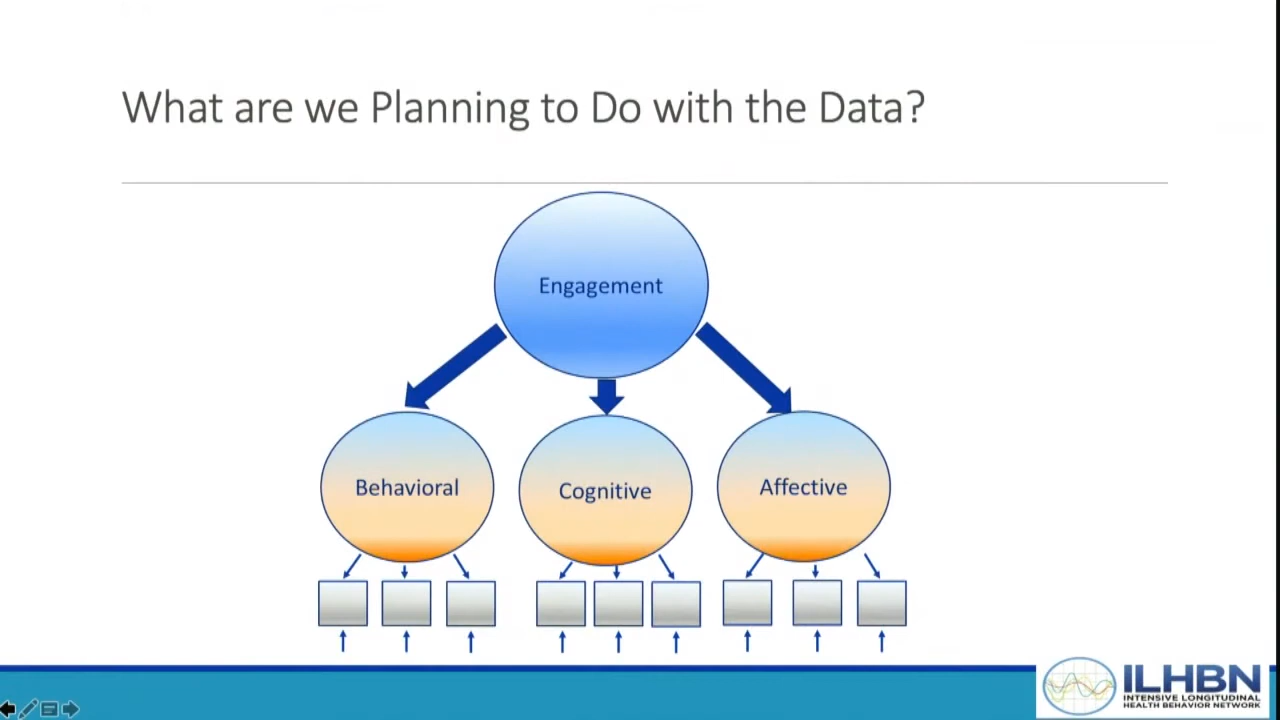 What are we Planning to Do with the Data?
Engagement
Behavioral
Cognitive
Affective
ILHBN
INTENSIVE LONGITUDINAL
HEALTH BEHAVIOR NETWORK